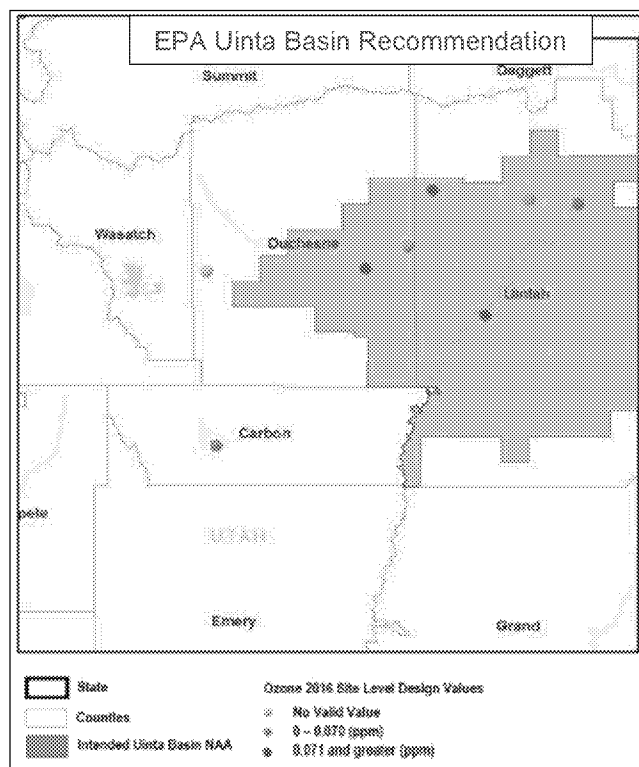 EPA Uinta Basin Recommendation
Summit
Daggett
Wasatch
Duchesne
Uintah
Carbon
pete
UTAH
Emery
Grand
State
Counties
Intended Uinta Basin NAA
Ozone 2016 Site Level Design Values
No Valid Value
0 – 0.070 (ppm)
0.071 and greater (ppm)